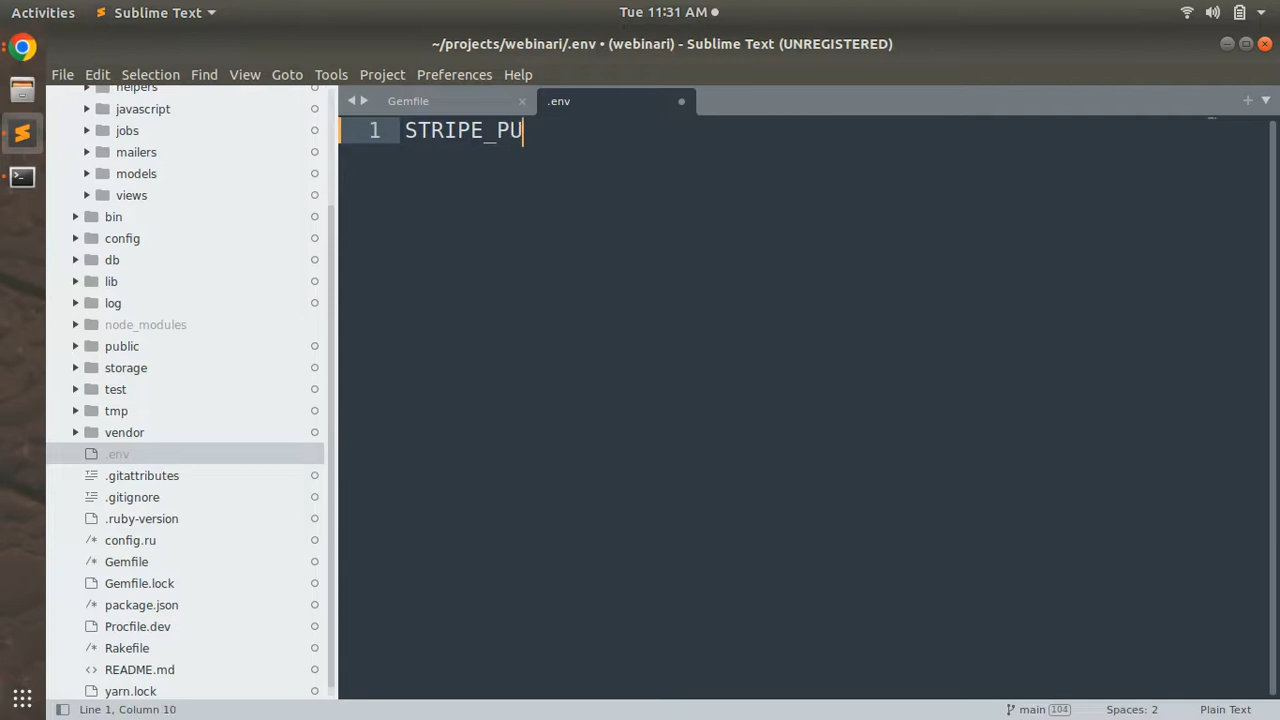 Activities
Sublime Text
Tue 11:31 AM
~/projects/webinari/.env • (webinari) - Sublime Text (UNREGISTERED)
File Edit Selection Find View Goto Tools Project Preferences Help
helpers
javascript
jobs
mailers
models
views
bin
config
db
lib
log
node_modules
public
storage
test
tmp
vendor
.env
.gitattributes
.gitignore
.ruby-version
config.ru
Gemfile
Gemfile.lock
package.json
Procfile.dev
Rakefile
README.md
yarn.lock
Gemfile
.env
1 STRIPE_PU
Line 1, Column 10
main 104
Spaces: 2
Plain Text